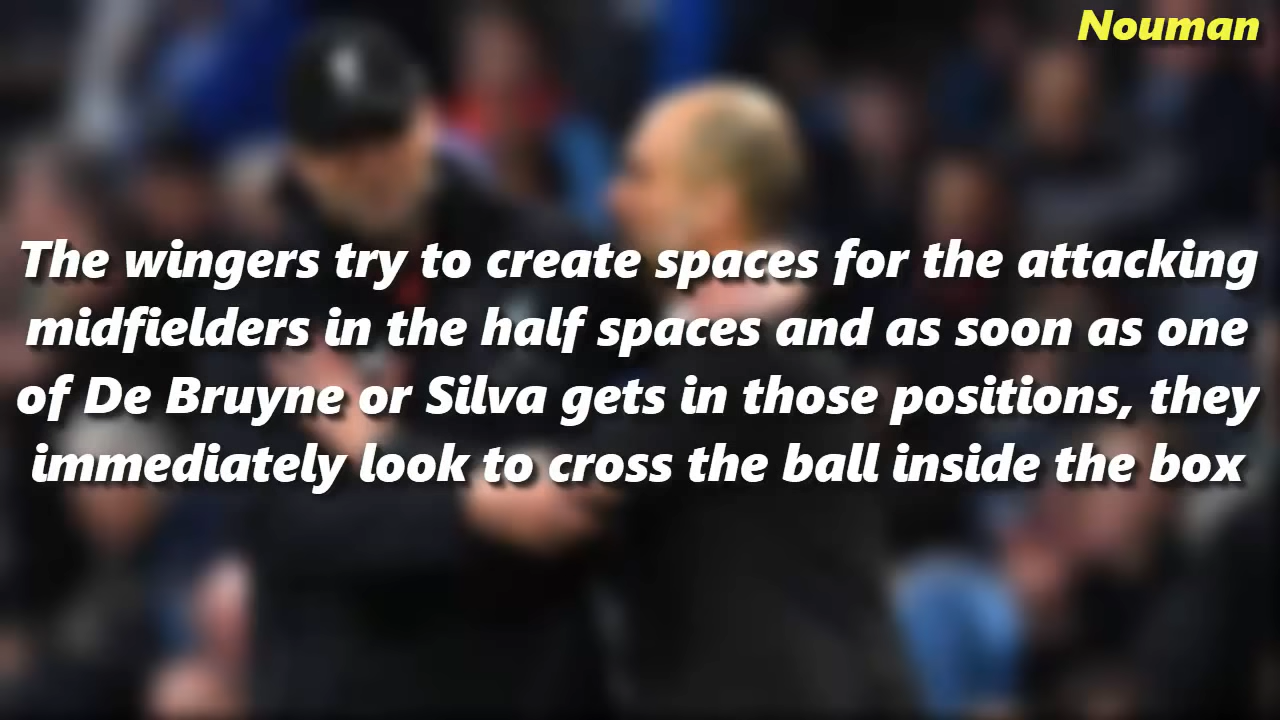 Nouman
The wingers try to create spaces for the attacking
midfielders in the half spaces and as soon as one
of De Bruyne or Silva gets in those positions, they
immediately look to cross the ball inside the box